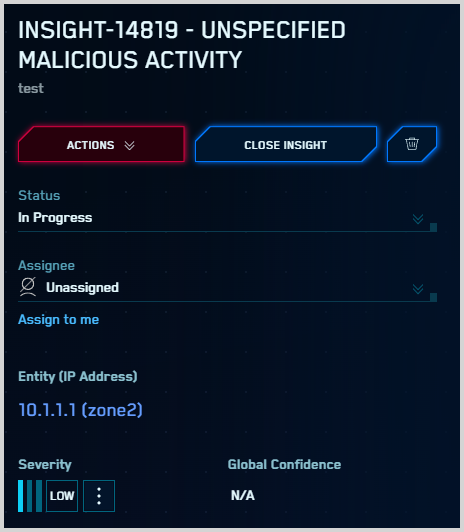 INSIGHT-14819 - UNSPECIFIED
MALICIOUS ACTIVITY
test
ACTIONS
CLOSE INSIGHT
Status
In Progress
Assignee
Unassigned
Assign to me
Entity (IP Address)
10.1.1.1 (zone2)
Severity
LOW
Global Confidence
N/A